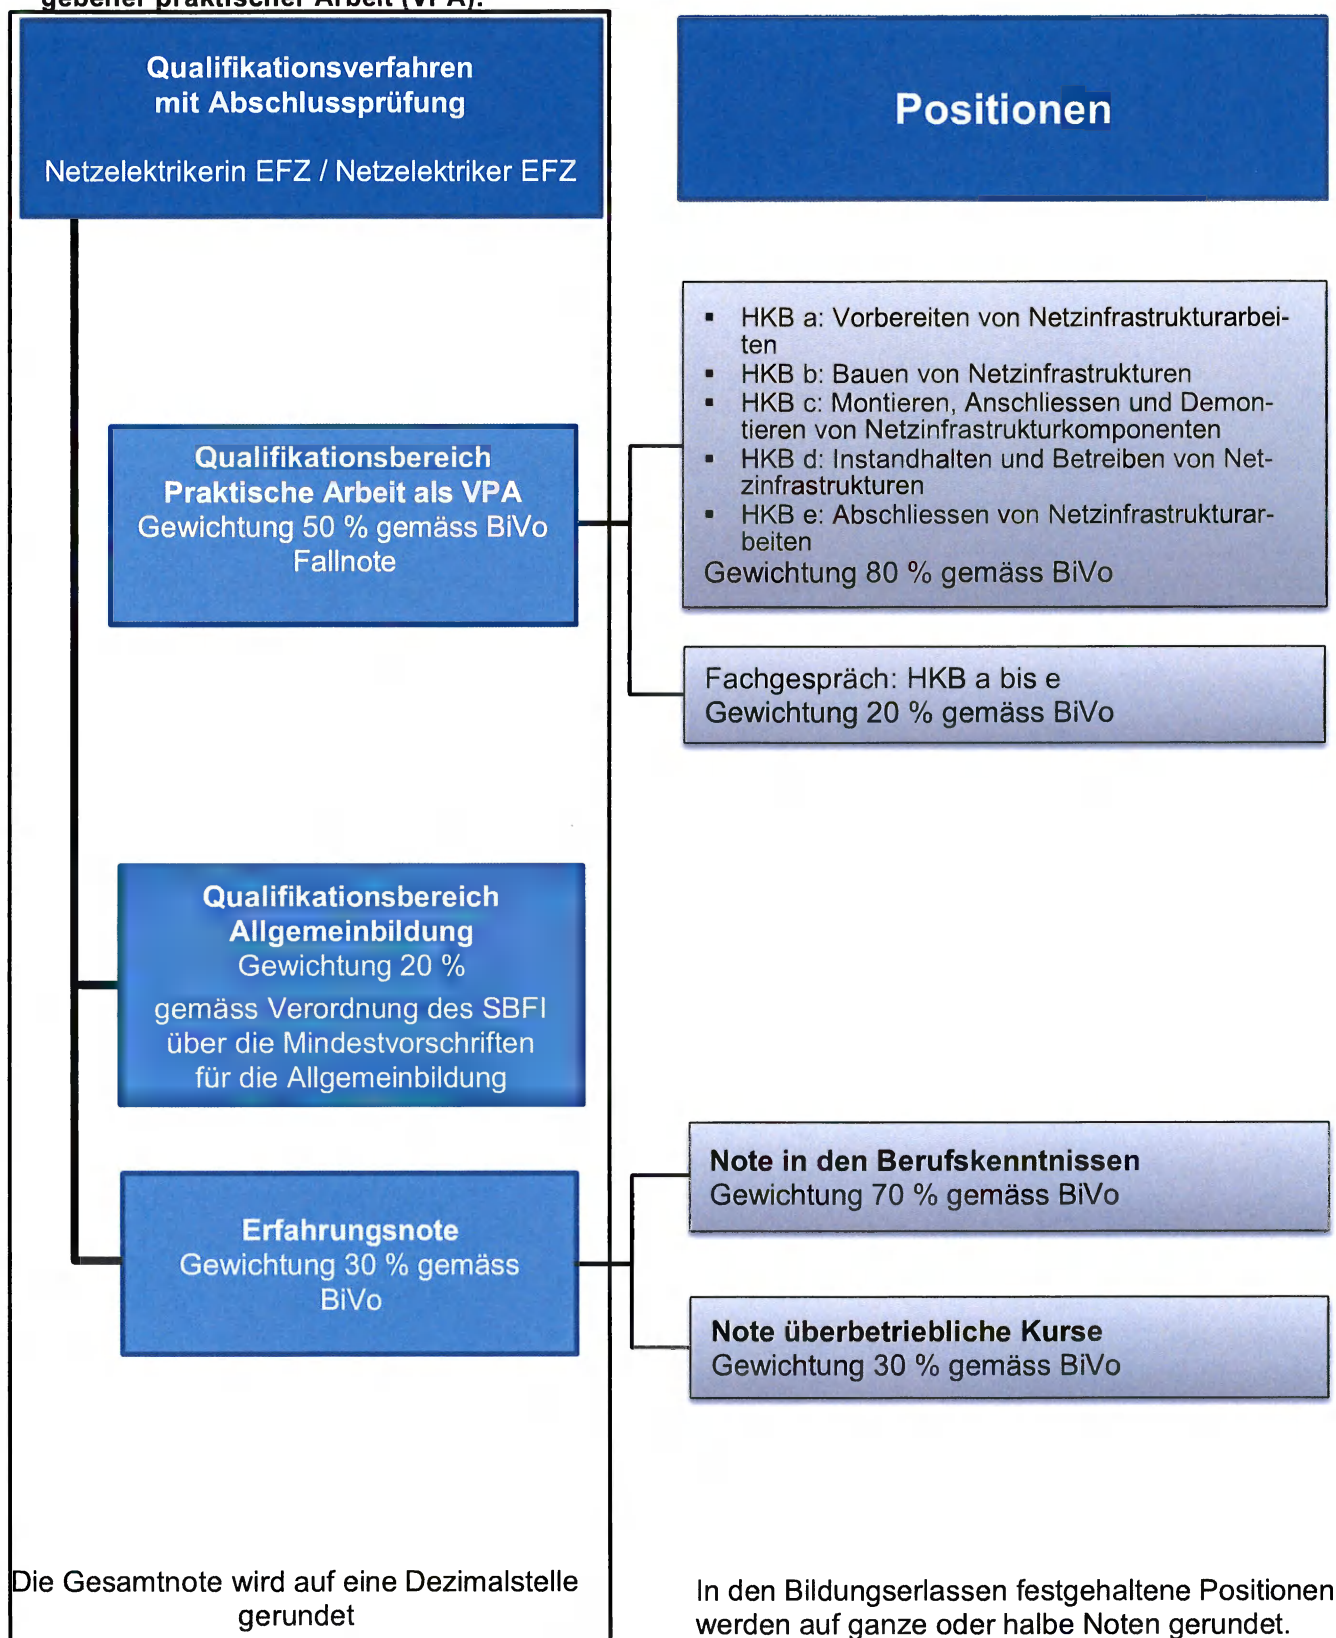 gebener praktischer Arbeit (VPA):
Qualifikationsverfahren
mit Abschlussprüfung
Netzelektrikerin EFZ / Netzelektriker EFZ
Positionen
▪ HKB a: Vorbereiten von Netzinfrastrukturarbei-
ten
▪ HKB b: Bauen von Netzinfrastrukturen
▪ HKB c: Montieren, Anschliessen und Demon-
tieren von Netzinfrastrukturkomponenten
▪ HKB d: Instandhalten und Betreiben von Net-
zinfrastrukturen
▪ HKB e: Abschliessen von Netzinfrastrukturar-
beiten
Gewichtung 80 % gemäss BiVo
Qualifikationsbereich
Praktische Arbeit als VPA
Gewichtung 50 % gemäss BiVo
Fallnote
Fachgespräch: HKB a bis e
Gewichtung 20 % gemäss BiVo
Qualifikationsbereich
Allgemeinbildung
Gewichtung 20 %
gemäss Verordnung des SBFI
über die Mindestvorschriften
für die Allgemeinbildung
Erfahrungsnote
Gewichtung 30 % gemäss
BiVo
Note in den Berufskenntnissen
Gewichtung 70 % gemäss BiVo
Note überbetriebliche Kurse
Gewichtung 30 % gemäss BiVo
Die Gesamtnote wird auf eine Dezimalstelle
gerundet
In den Bildungserlassen festgehaltene Positionen
werden auf ganze oder halbe Noten gerundet.